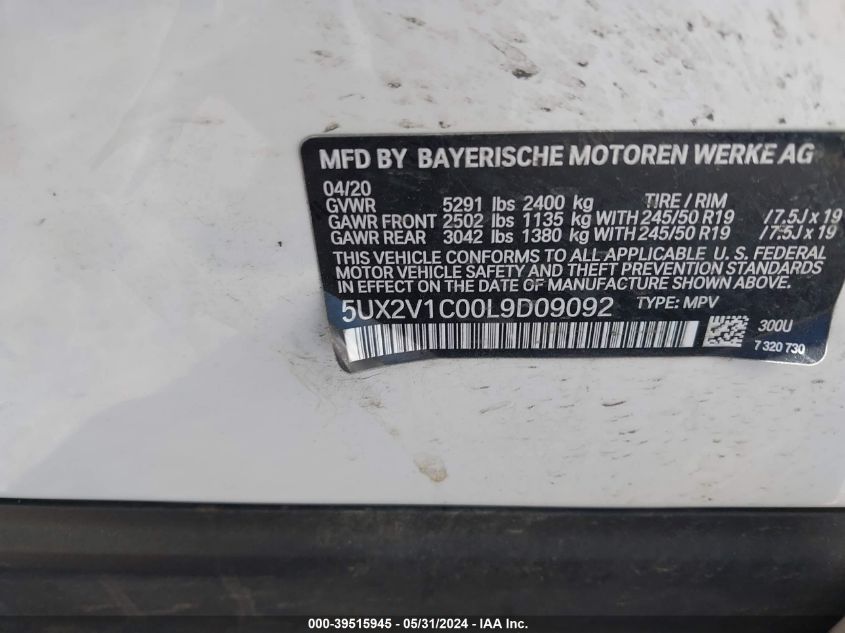 MFD BY BAYERISCHE MOTOREN WERKE AG
04/20
GVWR 5291 lbs 2400 kg TIRE / RIM
GAWR FRONT 2502 lbs 1135 kg WITH 245/50 R19 /7.5J x 19
GAWR REAR 3042 lbs 1380 kg WITH 245/50 R19 /7.5J x 19
THIS VEHICLE CONFORMS TO ALL APPLICABLE U. S. FEDERAL
MOTOR VEHICLE SAFETY AND THEFT PREVENTION STANDARDS
IN EFFECT ON THE DATE OF MANUFACTURE SHOWN ABOVE.
5UX2V1C00L9D09092 TYPE: MPV
300U
7 320 730
000-39515945 - 05/31/2024 - IAA Inc.